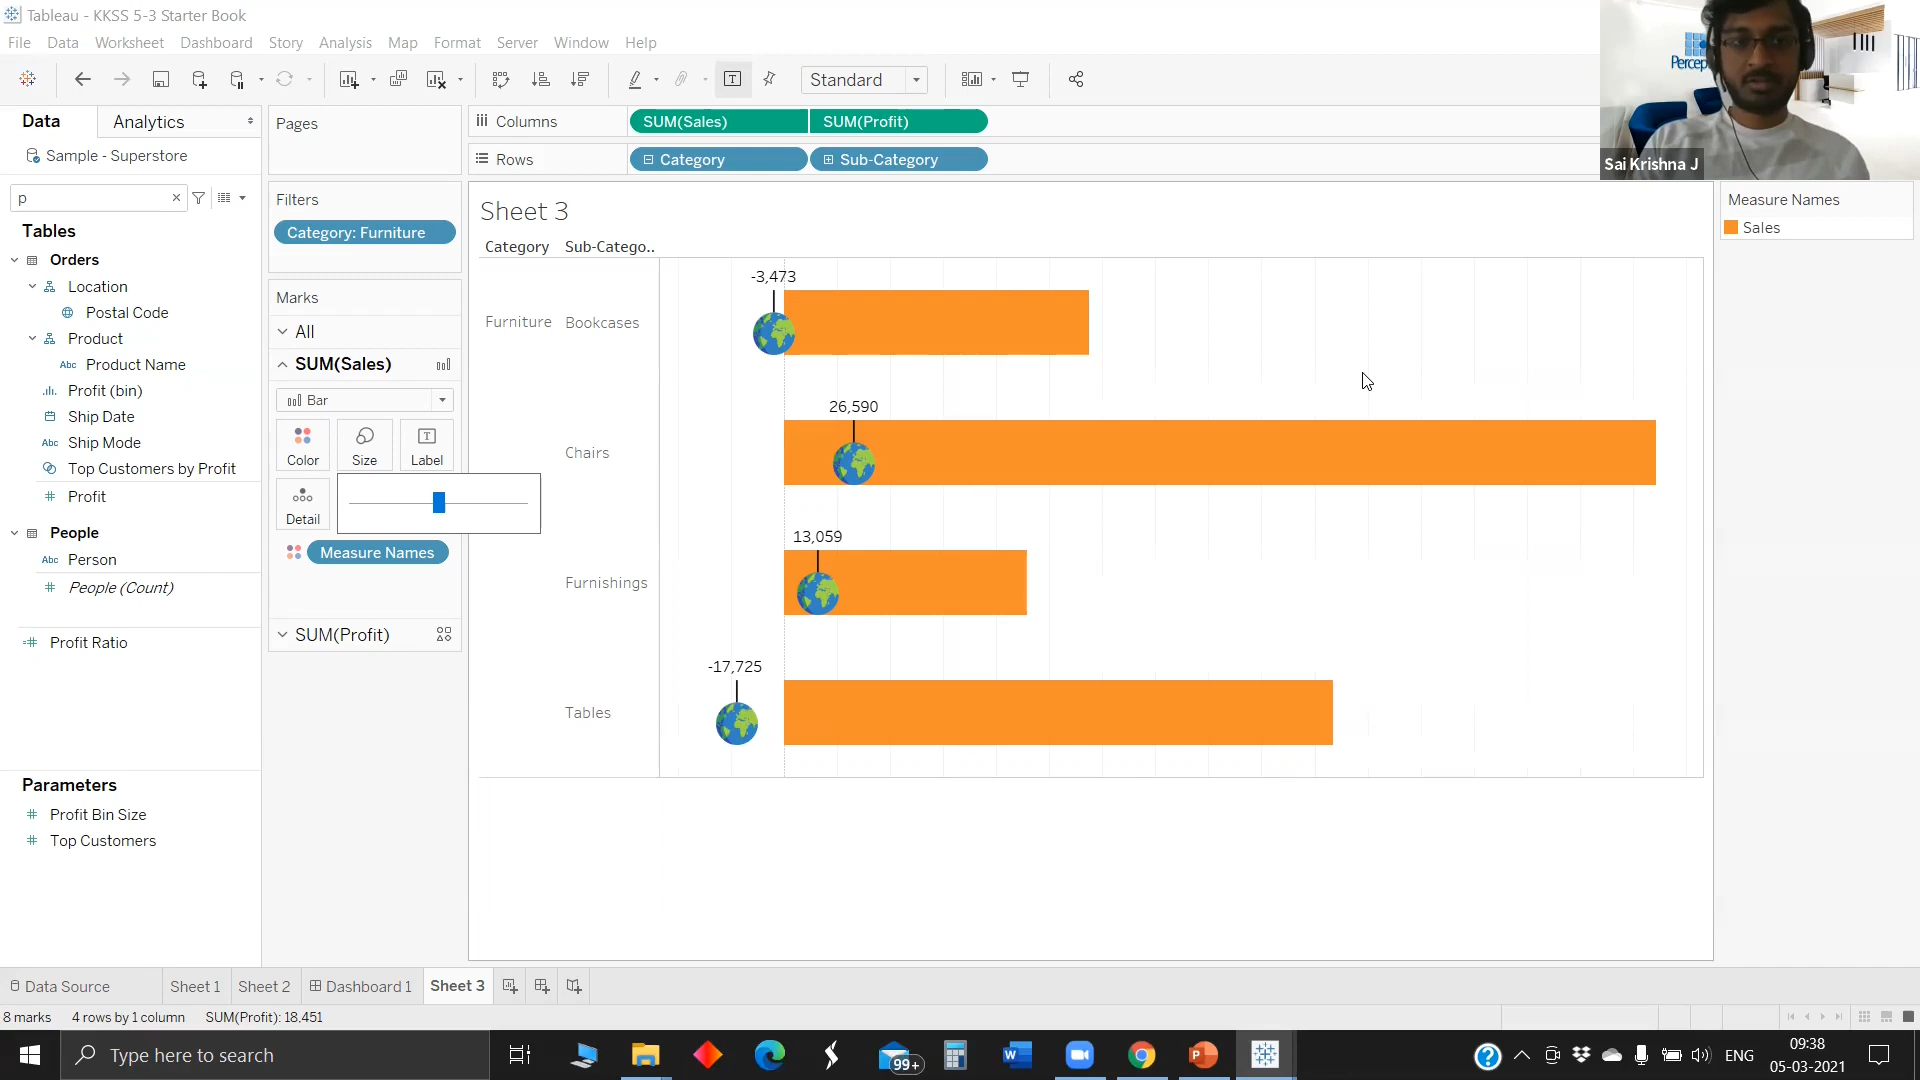 Tableau - KKSS 5-3 Starter Book
File Data Worksheet Dashboard Story Analysis Map Format Server Window Help
Standard
Data
Analytics
Sample - Superstore
p
Tables
Orders
Location
Postal Code
Product
Product Name
Profit (bin)
Ship Date
Abc Ship Mode
Top Customers by Profit
Profit
People
Abc Person
People (Count)
Profit Ratio
Parameters
Profit Bin Size
Top Customers
Pages
Filters
Category: Furniture
Marks
All
SUM(Sales)
Bar
Color Size Label
Detail
Measure Names
SUM(Profit)
Columns SUM(Sales) SUM(Profit)
Rows Category Sub-Category
Sheet 3
Category Sub-Catego..
-3,473
Furniture Bookcases
26,590
Chairs
13,059
Furnishings
-17,725
Tables
Sai Krishna J
Measure Names
Sales
Data Source Sheet 1 Sheet 2 Dashboard 1 Sheet 3
8 marks 4 rows by 1 column SUM(Profit): 18,451
Type here to search
99+
ENG
09:38
05-03-2021